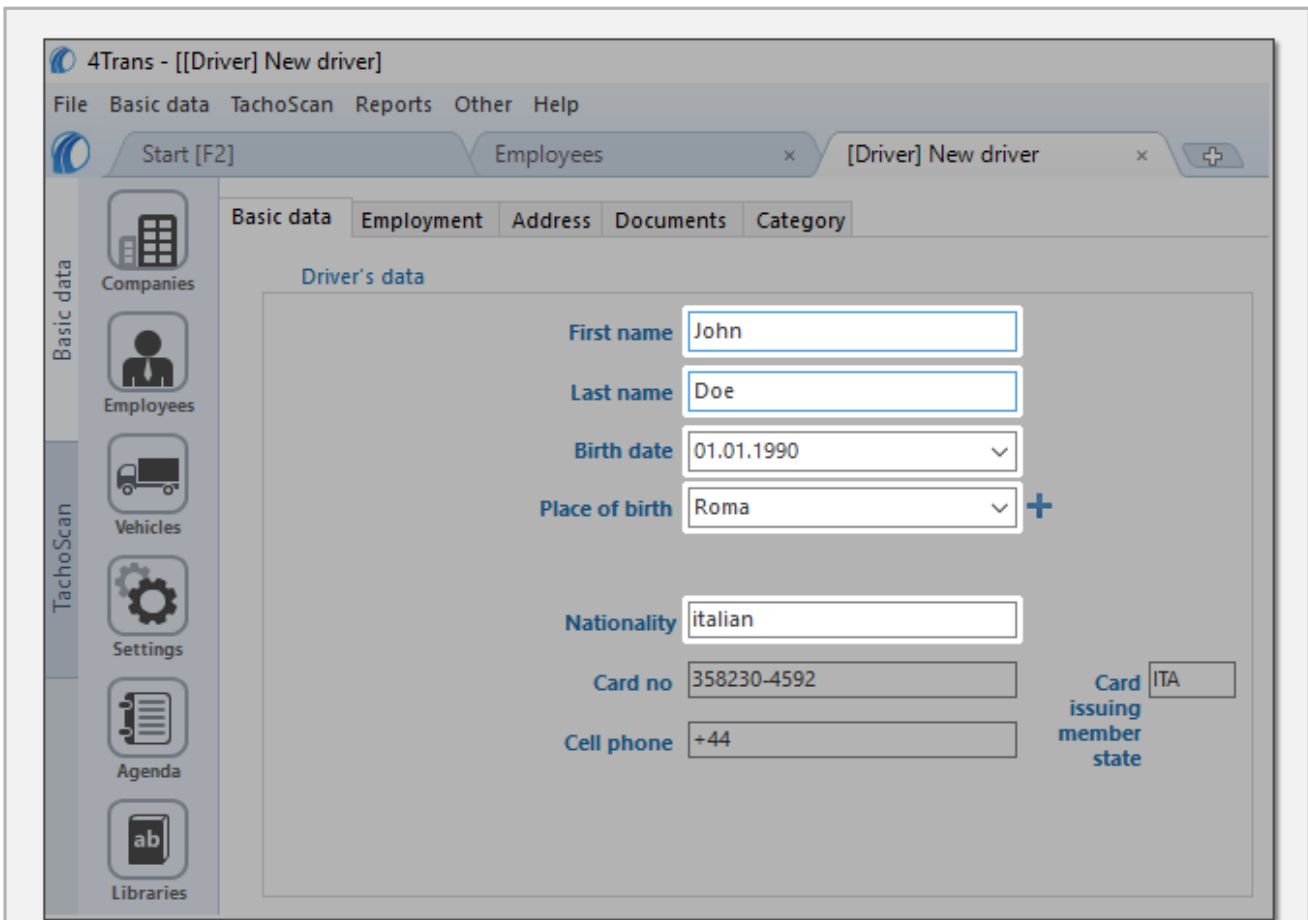 4Trans - [[Driver] New driver]
File Basic data TachoScan Reports Other Help
Start [F2] Employees × [Driver] New driver ×
Basic data
TachoScan
Companies
Employees
Vehicles
Settings
Agenda
ab
Libraries
Basic data Employment Address Documents Category
Driver's data
First name John
Last name Doe
Birth date 01.01.1990
Place of birth Roma
Nationality italian
Card no 358230-4592
Card issuing member state ITA
Cell phone +44